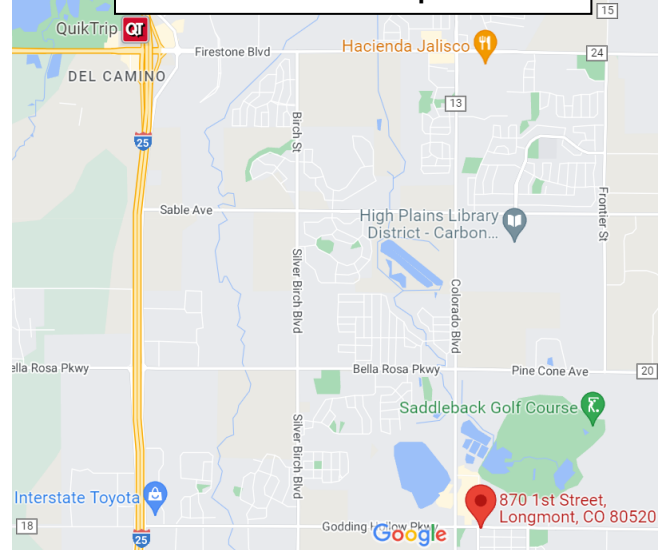 15
QuikTrip
QT
Firestone Blvd
Hacienda Jalisco
24
DEL CAMINO
13
Birch St
25
Sable Ave
High Plains Library
District - Carbon...
Frontier St
Silver Birch Blvd
Colorado Blvd
ella Rosa Pkwy
Bella Rosa Pkwy
Pine Cone Ave
20
Saddleback Golf Course
Silver Birch Blvd
Interstate Toyota
870 1st Street,
Longmont, CO 80520
18
Godding Hollow Pkwy
Google
25